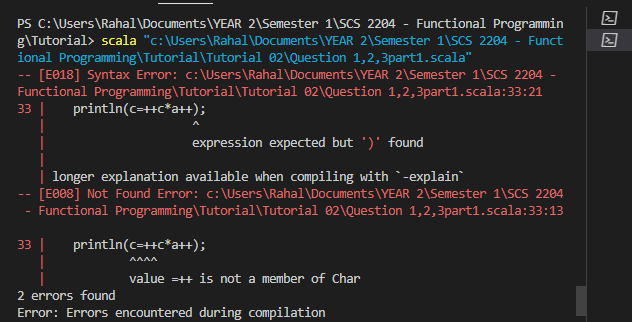 PS C:\Users\Rahal\Documents\YEAR 2\Semester 1\SCS 2204 - Functional Programmin
g\Tutorial> scala "c:\Users\Rahal\Documents\YEAR 2\Semester 1\SCS 2204 - Funct
ional Programming\Tutorial\Tutorial 02\Question 1,2,3part1.scala"
-- [E018] Syntax Error: c:\Users\Rahal\Documents\YEAR 2\Semester 1\SCS 2204 -
Functional Programming\Tutorial\Tutorial 02\Question 1,2,3part1.scala:33:21
33 |    println(c=++c*a++);
|                     ^
|                     expression expected but ')' found
|
| longer explanation available when compiling with `-explain`
-- [E008] Not Found Error: c:\Users\Rahal\Documents\YEAR 2\Semester 1\SCS 2204
- Functional Programming\Tutorial\Tutorial 02\Question 1,2,3part1.scala:33:13
33 |    println(c=++c*a++);
|            ^^^^
|            value =++ is not a member of Char
2 errors found
Error: Errors encountered during compilation